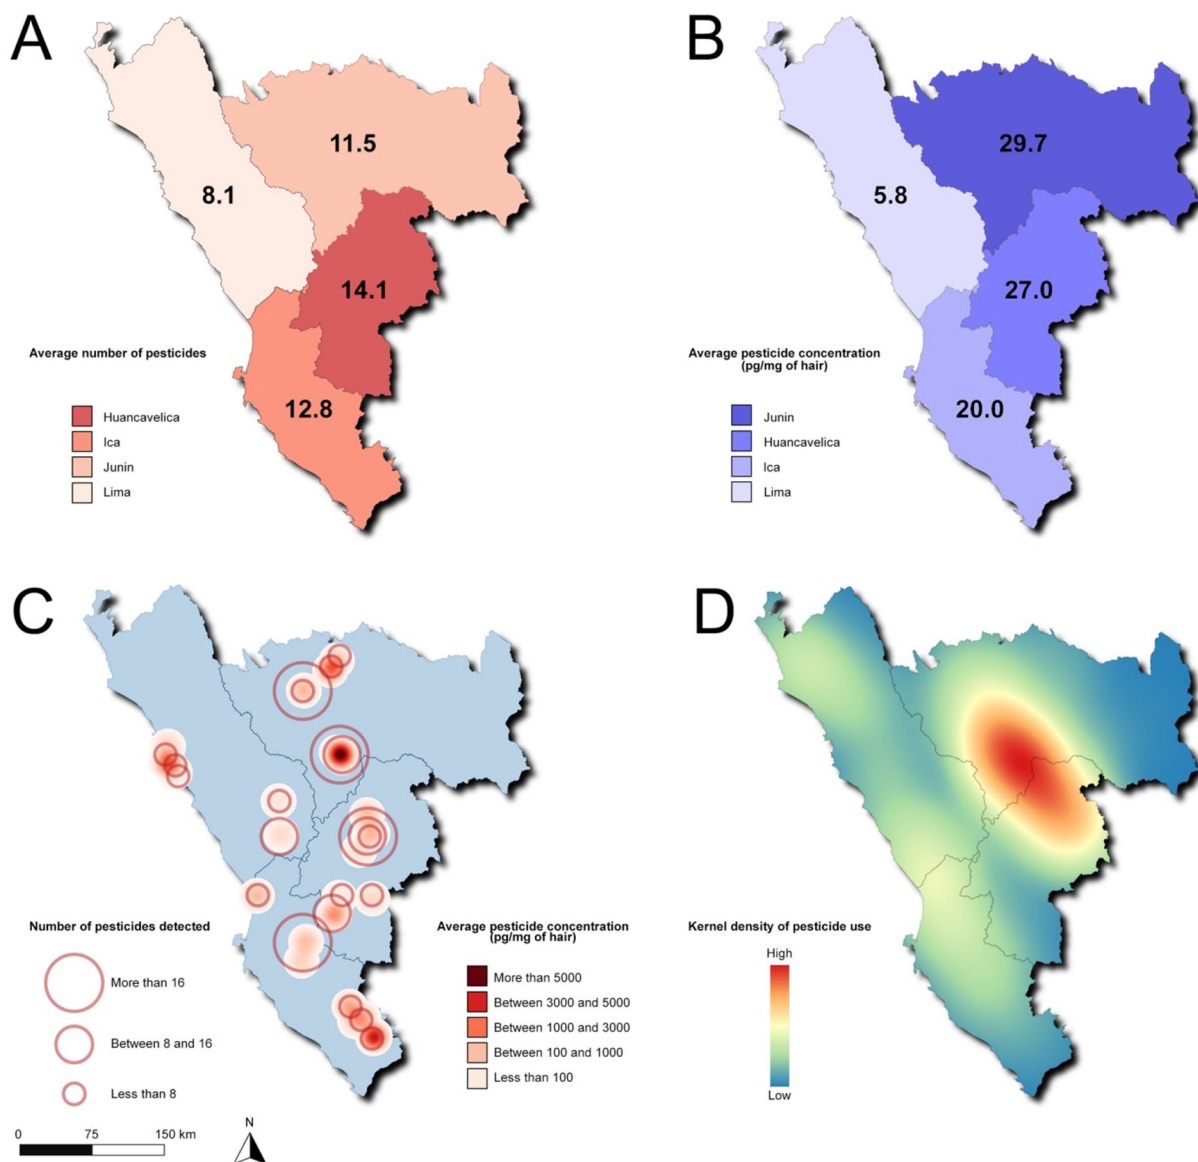 A
11.5
8.1
14.1
12.8
Average number of pesticides
Huancavelica
Ica
Junin
Lima
B
29.7
5.8
27.0
20.0
Average pesticide concentration
(pg/mg of hair)
Junin
Huancavelica
Ica
Lima
C
Number of pesticides detected
More than 16
Between 8 and 16
Less than 8
0 75 150 km
N
Average pesticide concentration
(pg/mg of hair)
More than 5000
Between 3000 and 5000
Between 1000 and 3000
Between 100 and 1000
Less than 100
D
Kernel density of pesticide use
High
Low